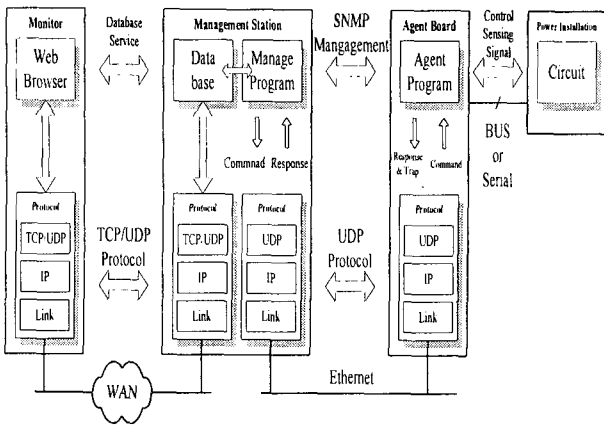 Monitor
Web
Browser
Protocol
TCP/UDP
IP
Link
Database
Service
TCP/UDP
Protocol
WAN
Management Station
Data
base
Manage
Program
Commnad
Response
Protocol
TCP/UDP
IP
Link
Protocol
UDP
IP
Link
SNMP
Mangagement
UDP
Protocol
Ethernet
Agent Board
Agent
Program
Response
& Trap
Command
Protocol
UDP
IP
Link
Control
Sensing
Signal
BUS
or
Serial
Power Installation
Circuit